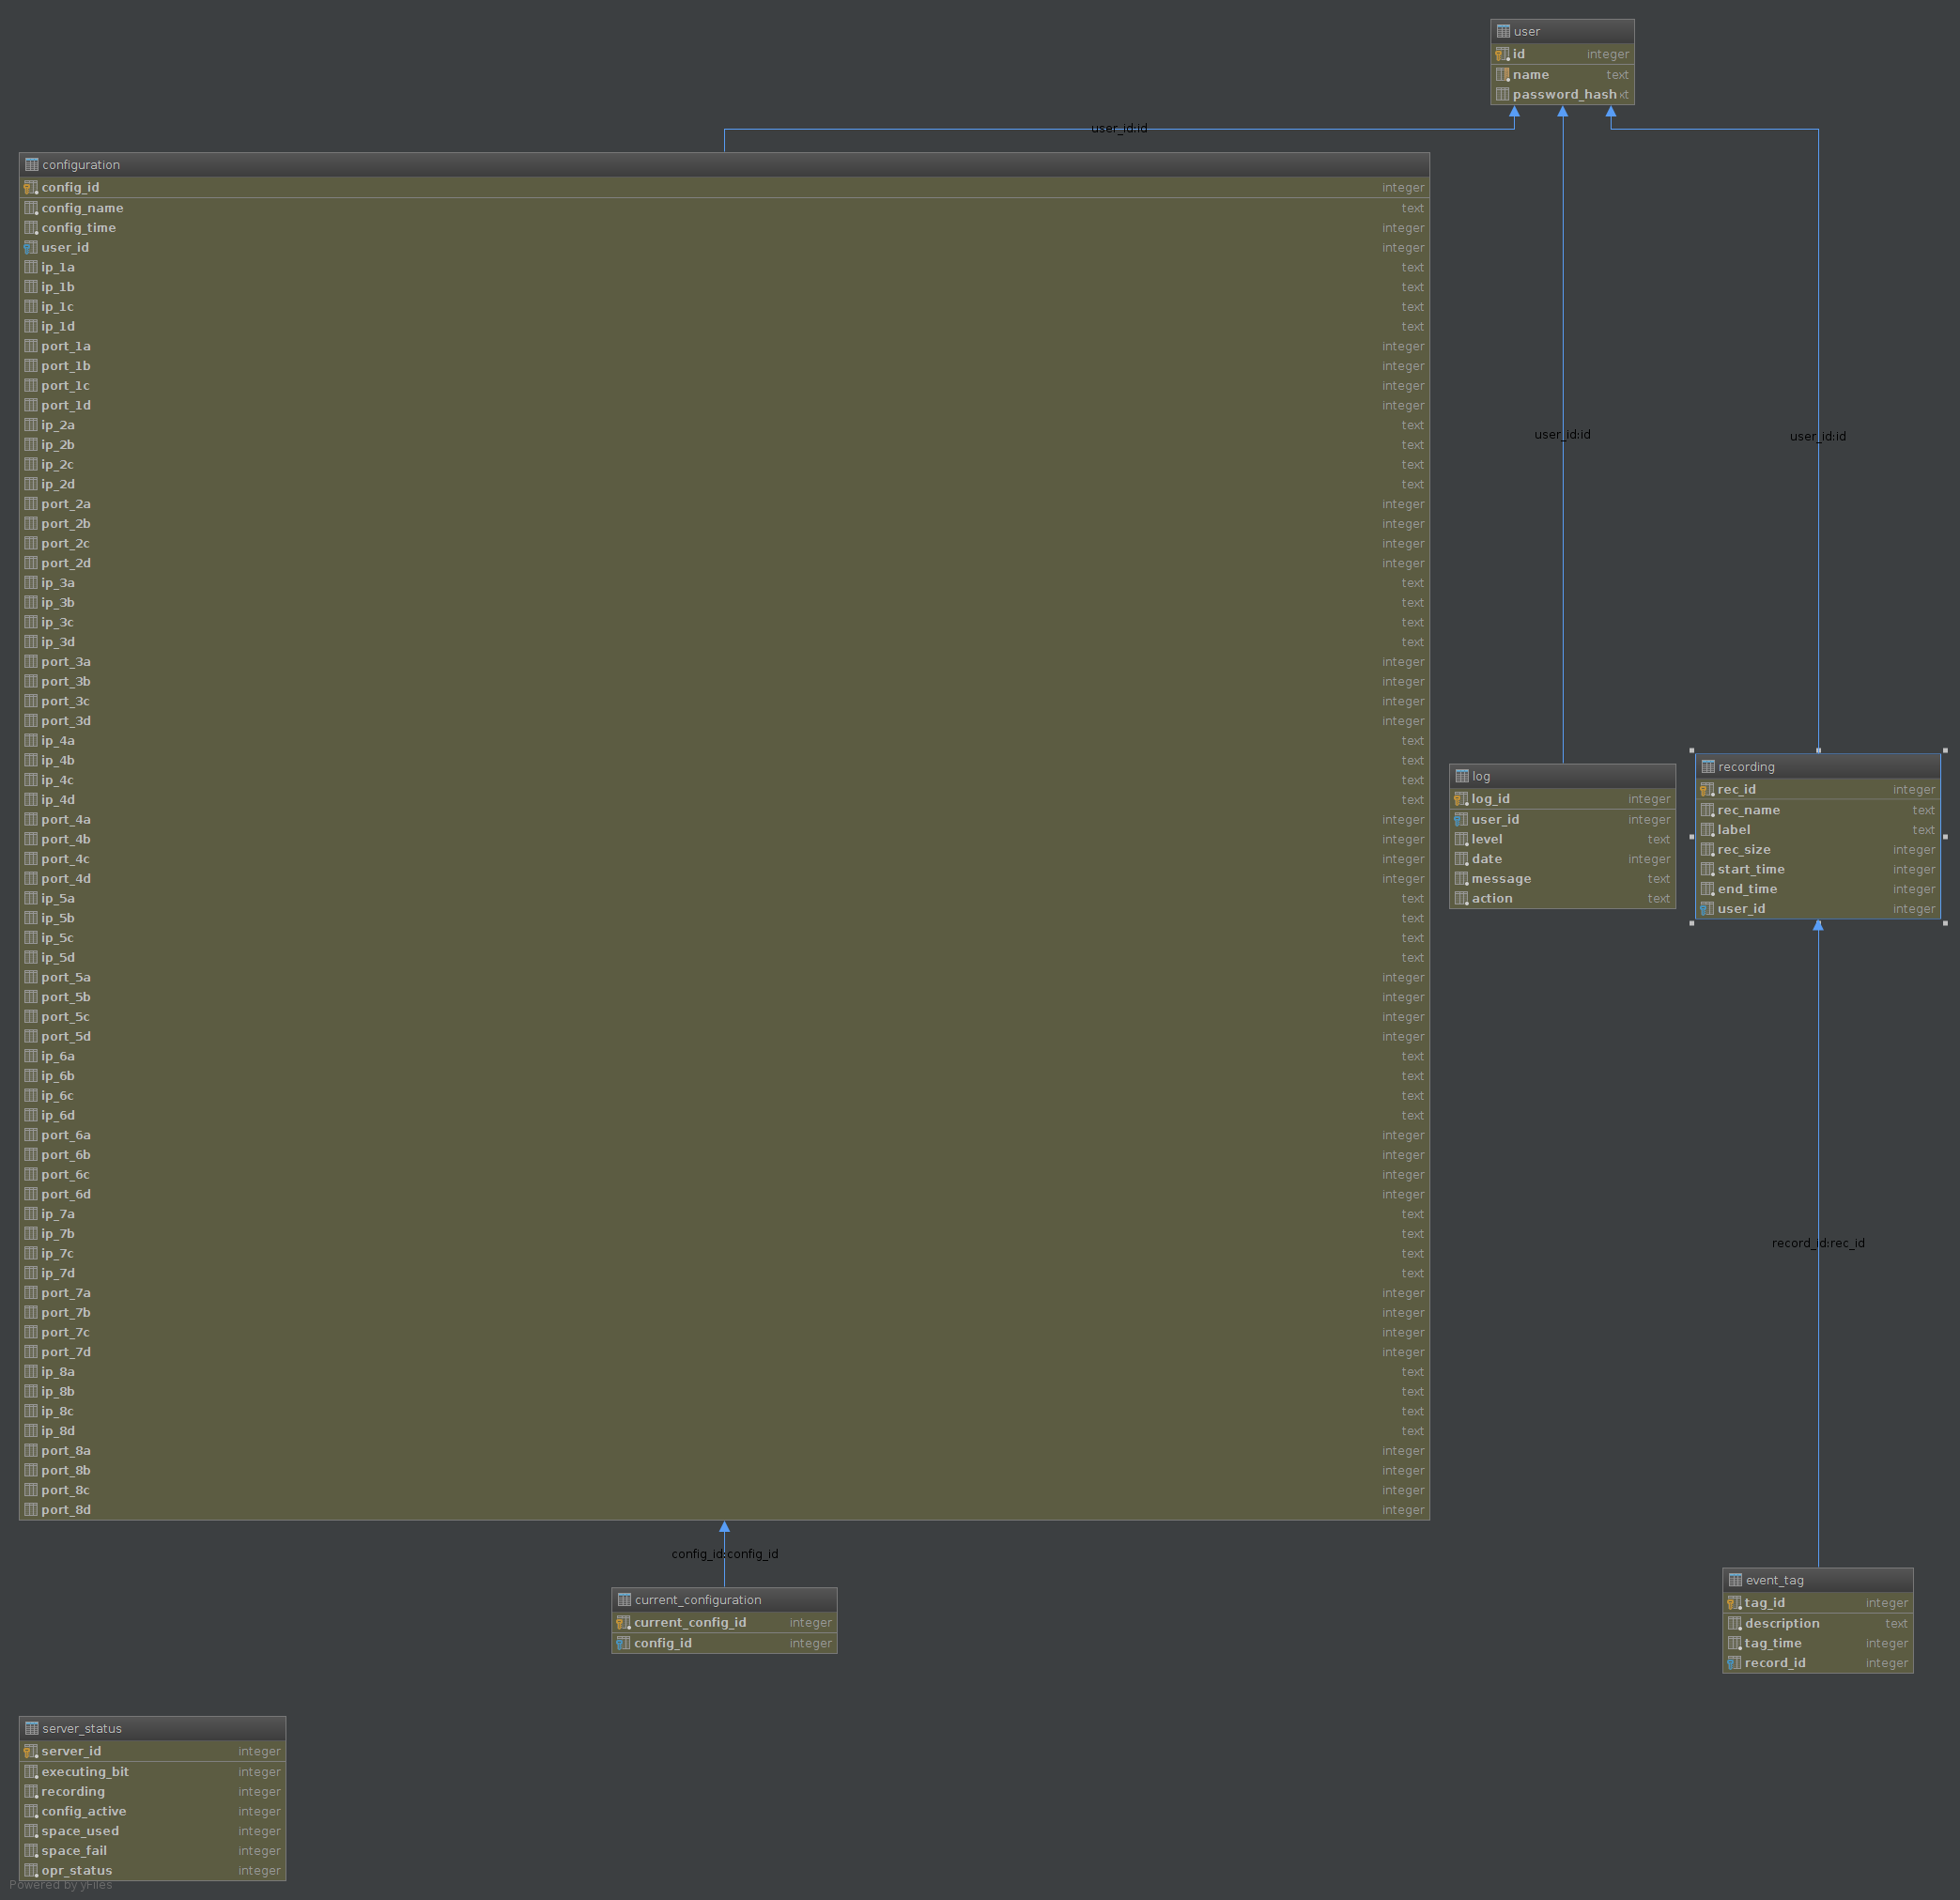 user
id integer
name text
password_hash xt
user_id:id
configuration
config_id integer
config_name text
config_time integer
user_id integer
ip_1a text
ip_1b text
ip_1c text
ip_1d text
port_1a integer
port_1b integer
port_1c integer
port_1d integer
ip_2a text
ip_2b text
ip_2c text
ip_2d text
port_2a integer
port_2b integer
port_2c integer
port_2d integer
ip_3a text
ip_3b text
ip_3c text
ip_3d text
port_3a integer
port_3b integer
port_3c integer
port_3d integer
ip_4a text
ip_4b text
ip_4c text
ip_4d text
port_4a integer
port_4b integer
port_4c integer
port_4d integer
ip_5a text
ip_5b text
ip_5c text
ip_5d text
port_5a integer
port_5b integer
port_5c integer
port_5d integer
ip_6a text
ip_6b text
ip_6c text
ip_6d text
port_6a integer
port_6b integer
port_6c integer
port_6d integer
ip_7a text
ip_7b text
ip_7c text
ip_7d text
port_7a integer
port_7b integer
port_7c integer
port_7d integer
ip_8a text
ip_8b text
ip_8c text
ip_8d text
port_8a integer
port_8b integer
port_8c integer
port_8d integer
user_id:id
user_id:id
log
log_id integer
user_id integer
level text
date integer
message text
action text
recording
rec_id integer
rec_name text
label text
rec_size integer
start_time integer
end_time integer
user_id integer
record_id:rec_id
config_id:config_id
current_configuration
current_config_id integer
config_id integer
event_tag
tag_id integer
description text
tag_time integer
record_id integer
server_status
server_id integer
executing_bit integer
recording integer
config_active integer
space_used integer
space_fail integer
opr_status integer
Powered by yFiles